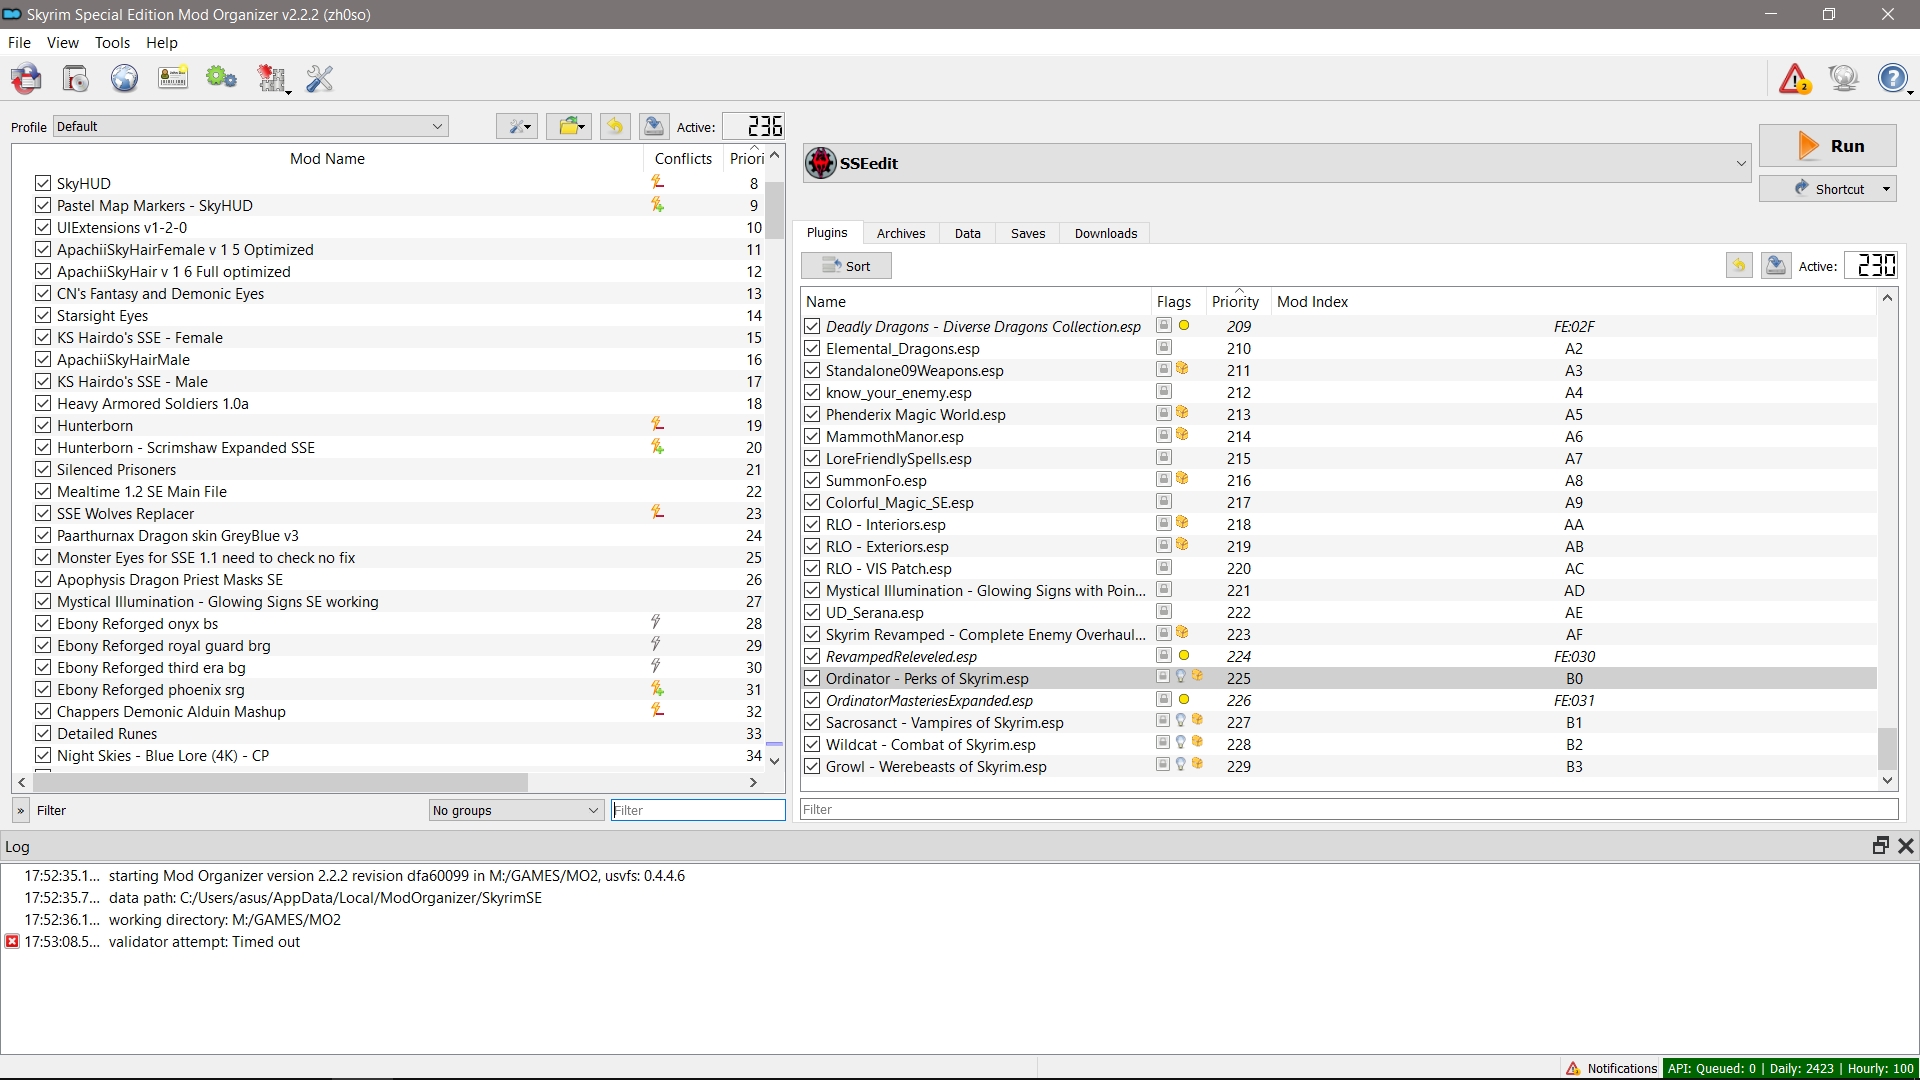 Skyrim Special Edition Mod Organizer v2.2.2 (zh0so)
File View Tools Help
2
Profile Default Active: 236
Mod Name Conflicts Priori
SkyHUD 8
Pastel Map Markers - SkyHUD 9
UIExtensions v1-2-0 10
ApachiiSkyHairFemale v 1 5 Optimized 11
ApachiiSkyHair v 1 6 Full optimized 12
CN's Fantasy and Demonic Eyes 13
Starsight Eyes 14
KS Hairdo's SSE - Female 15
ApachiiSkyHairMale 16
KS Hairdo's SSE - Male 17
Heavy Armored Soldiers 1.0a 18
Hunterborn 19
Hunterborn - Scrimshaw Expanded SSE 20
Silenced Prisoners 21
Mealtime 1.2 SE Main File 22
SSE Wolves Replacer 23
Paarthurnax Dragon skin GreyBlue v3 24
Monster Eyes for SSE 1.1 need to check no fix 25
Apophysis Dragon Priest Masks SE 26
Mystical Illumination - Glowing Signs SE working 27
Ebony Reforged onyx bs 28
Ebony Reforged royal guard brg 29
Ebony Reforged third era bg 30
Ebony Reforged phoenix srg 31
Chappers Demonic Alduin Mashup 32
Detailed Runes 33
Night Skies - Blue Lore (4K) - CP 34
» Filter No groups Filter
SSEedit
Run
Shortcut
Plugins Archives Data Saves Downloads
Sort Active: 230
Name Flags Priority Mod Index
Deadly Dragons - Diverse Dragons Collection.esp 209 FE:02F
Elemental_Dragons.esp 210 A2
Standalone09Weapons.esp 211 A3
know_your_enemy.esp 212 A4
Phenderix Magic World.esp 213 A5
MammothManor.esp 214 A6
LoreFriendlySpells.esp 215 A7
SummonFo.esp 216 A8
Colorful_Magic_SE.esp 217 A9
RLO - Interiors.esp 218 AA
RLO - Exteriors.esp 219 AB
RLO - VIS Patch.esp 220 AC
Mystical Illumination - Glowing Signs with Poin... 221 AD
UD_Serana.esp 222 AE
Skyrim Revamped - Complete Enemy Overhaul... 223 AF
RevampedReleveled.esp 224 FE:030
Ordinator - Perks of Skyrim.esp 225 B0
OrdinatorMasteriesExpanded.esp 226 FE:031
Sacrosanct - Vampires of Skyrim.esp 227 B1
Wildcat - Combat of Skyrim.esp 228 B2
Growl - Werebeasts of Skyrim.esp 229 B3
Filter
Log
17:52:35.1... starting Mod Organizer version 2.2.2 revision dfa60099 in M:/GAMES/MO2, usvfs: 0.4.4.6
17:52:35.7... data path: C:/Users/asus/AppData/Local/ModOrganizer/SkyrimSE
17:52:36.1... working directory: M:/GAMES/MO2
17:53:08.5... validator attempt: Timed out
Notifications API: Queued: 0 | Daily: 2423 | Hourly: 100